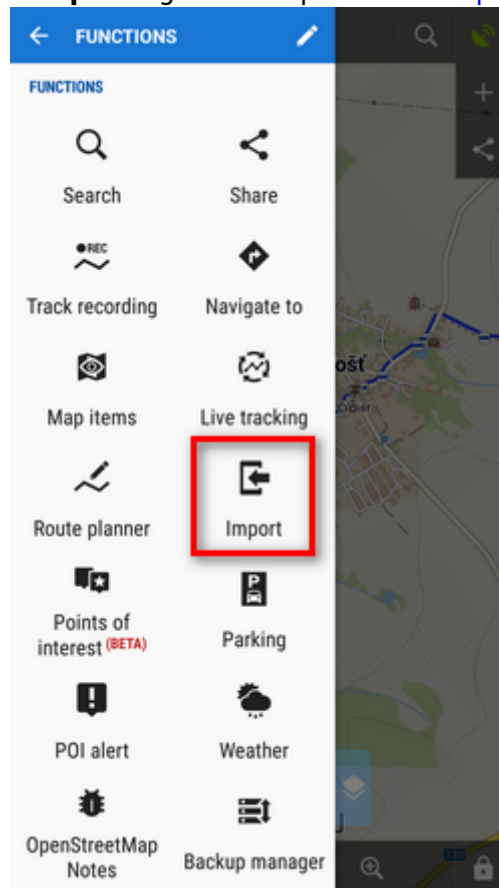 FUNCTIONS
FUNCTIONS
Search
Share
REC
Track recording
Navigate to
Map items
Live tracking
Route planner
Import
Points of
interest (BETA)
P
Parking
POI alert
Weather
OpenStreetMap
Notes
Backup manager
ošť
P